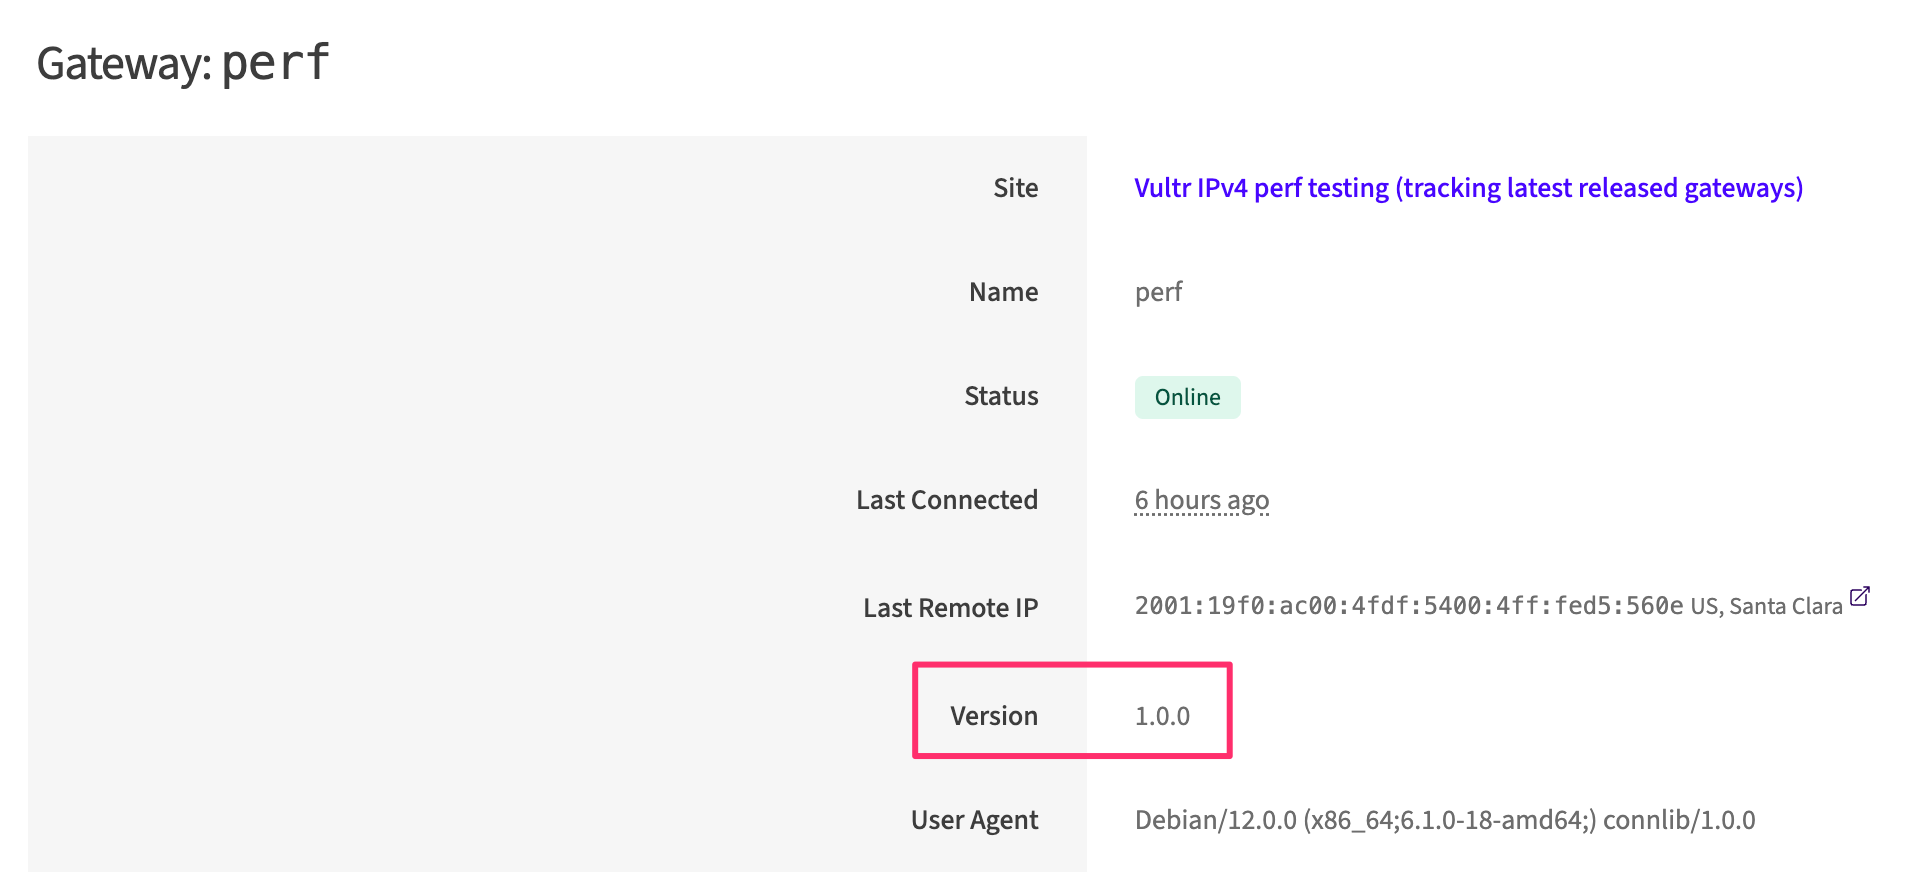 Gateway: perf
Site Vultr IPv4 perf testing (tracking latest released gateways)
Name perf
Status Online
Last Connected 6 hours ago
Last Remote IP 2001:19f0:ac00:4fdf:5400:4ff:fed5:560e US, Santa Clara
Version 1.0.0
User Agent Debian/12.0.0 (x86_64;6.1.0-18-amd64;) connlib/1.0.0